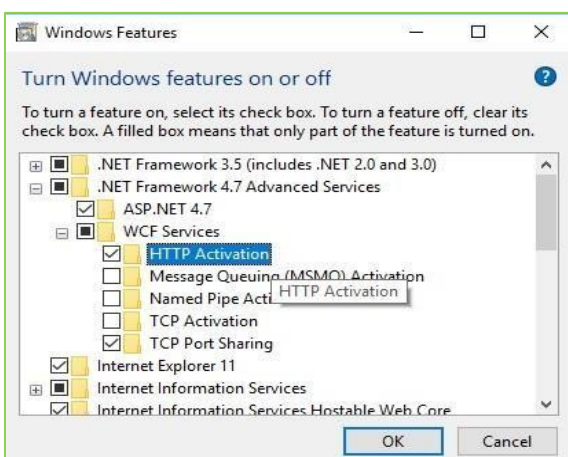 Windows Features
Turn Windows features on or off
To turn a feature on, select its check box. To turn a feature off, clear its
check box. A filled box means that only part of the feature is turned on.
.NET Framework 3.5 (includes .NET 2.0 and 3.0)
.NET Framework 4.7 Advanced Services
ASP.NET 4.7
WCF Services
HTTP Activation
Message Queuing (MSMQ) Activation
Named Pipe Acti
HTTP Activation
TCP Activation
TCP Port Sharing
Internet Explorer 11
Internet Information Services
Internet Information Services Hostable Web Core
OK Cancel